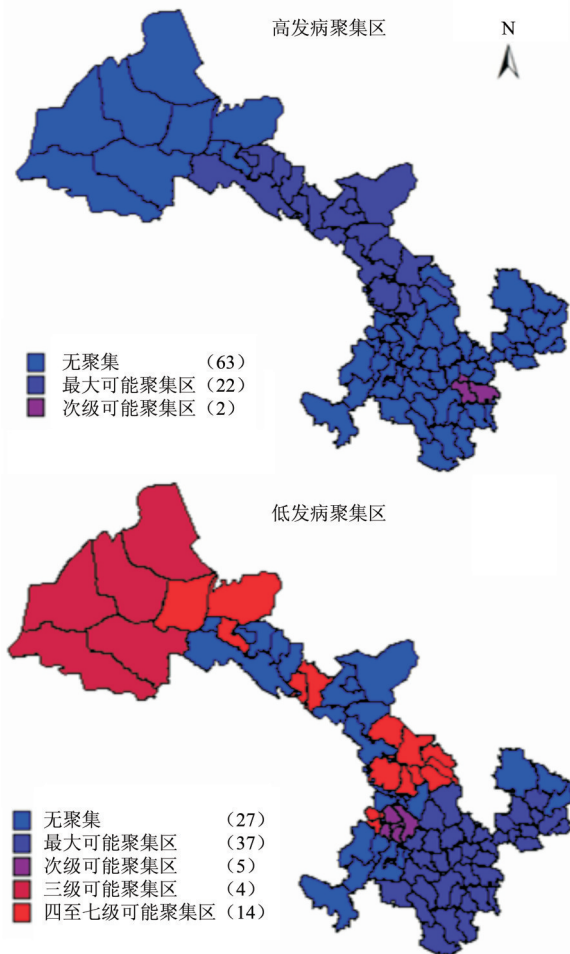 高发病聚集区
N
无聚集 （63）
最大可能聚集区（22）
次级可能聚集区（2）
低发病聚集区
无聚集 （27）
最大可能聚集区 （37）
次级可能聚集区 （5）
三级可能聚集区 （4）
四至七级可能聚集区（14）